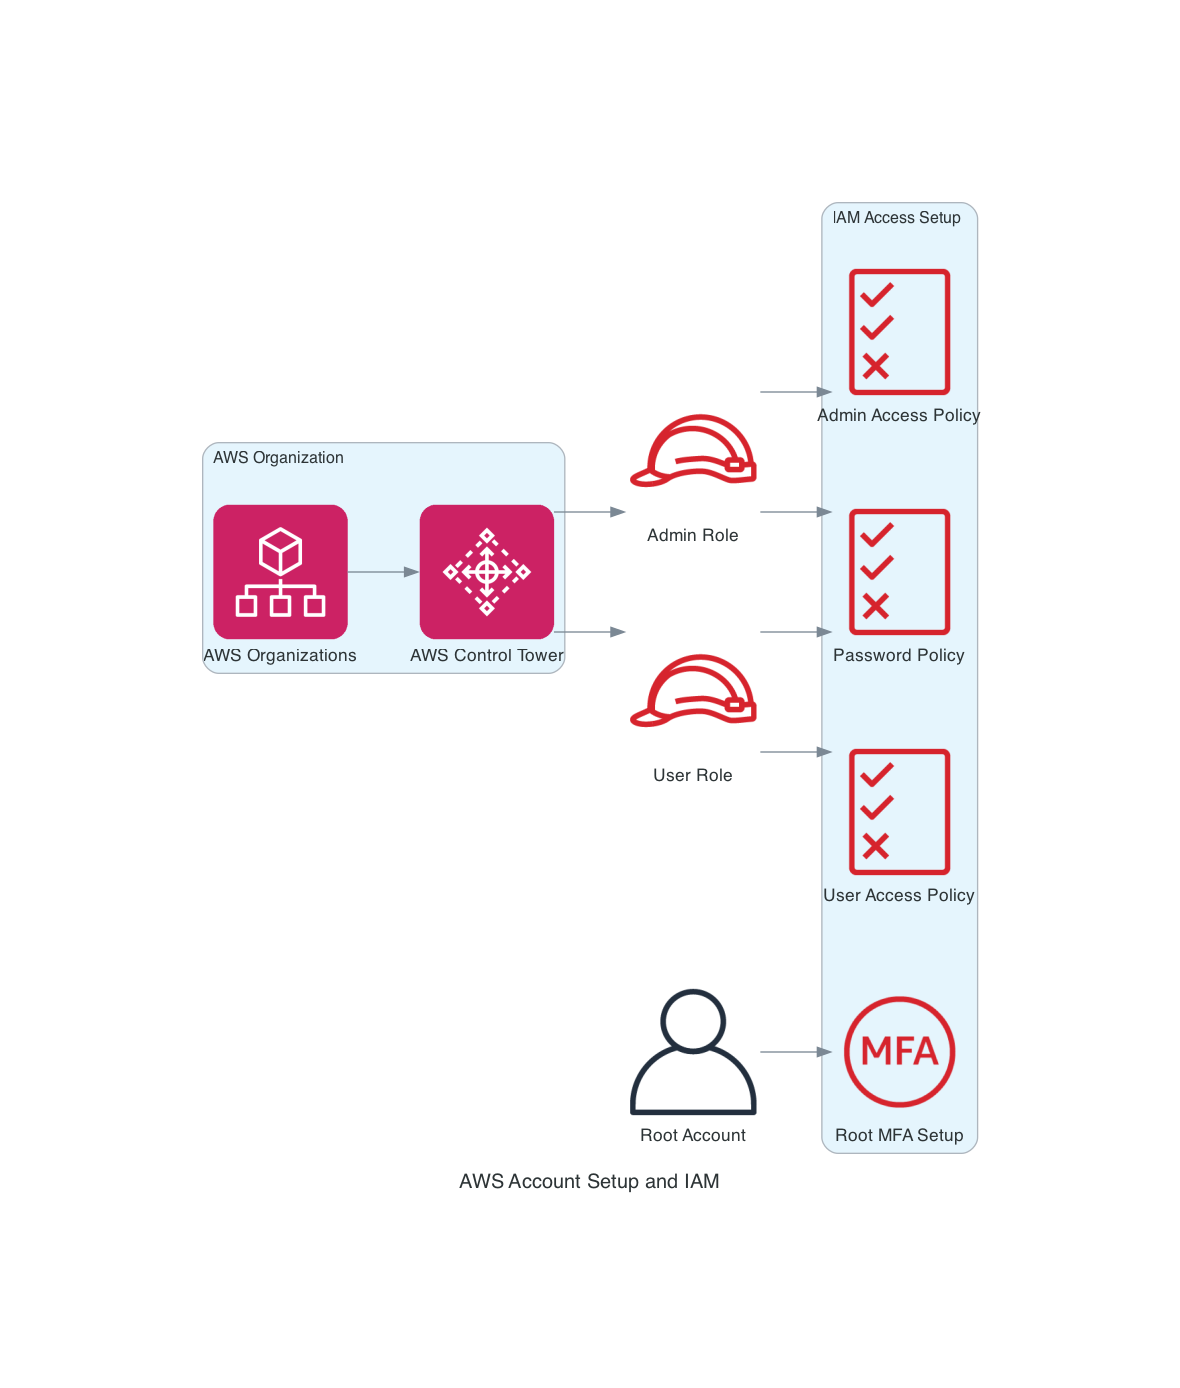 IAM Access Setup
Admin Access Policy
AWS Organization
Admin Role
AWS Organizations
AWS Control Tower
Password Policy
User Role
User Access Policy
MFA
Root Account
Root MFA Setup
AWS Account Setup and IAM